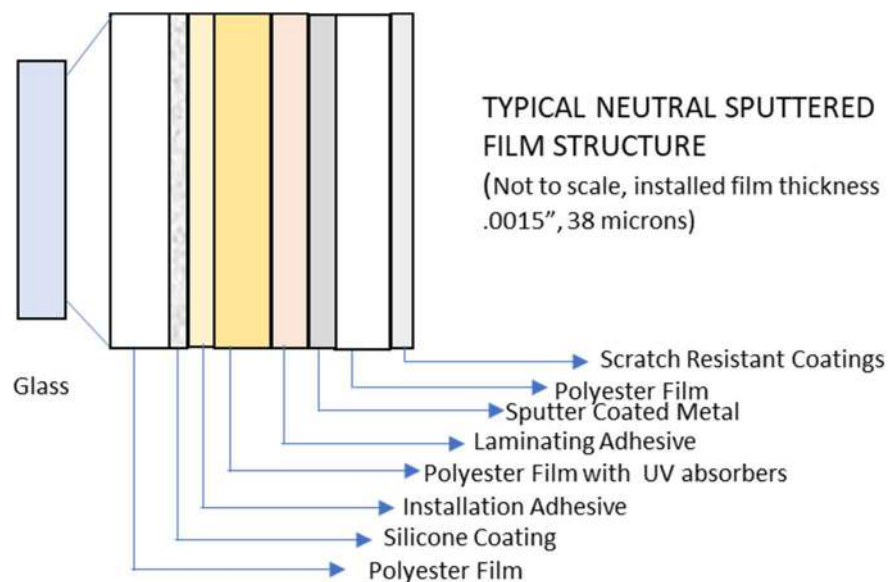 TYPICAL NEUTRAL SPUTTERED
FILM STRUCTURE
(Not to scale, installed film thickness
.0015”, 38 microns)
Scratch Resistant Coatings
Glass
Polyester Film
Sputter Coated Metal
Laminating Adhesive
Polyester Film with UV absorbers
Installation Adhesive
Silicone Coating
Polyester Film